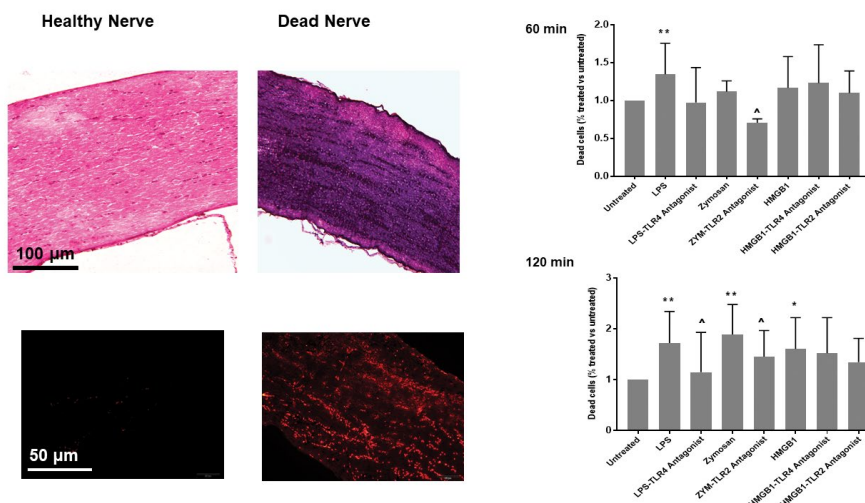 Healthy Nerve
Dead Nerve
100 µm
50 µm
60 min
Dead cells (% treated vs untreated)
2.0
1.5
1.0
0.5
0.0
**
^
Untreated
LPS
LPS-TLR4 Antagonist
Zymosan
ZYM-TLR2 Antagonist
HMGB1
HMGB1-TLR4 Antagonist
HMGB1-TLR2 Antagonist
120 min
Dead cells (% treated vs untreated)
3
2
1
0
**
^
**
^
*
Untreated
LPS
LPS-TLR4 Antagonist
Zymosan
ZYM-TLR2 Antagonist
HMGB1
HMGB1-TLR4 Antagonist
HMGB1-TLR2 Antagonist